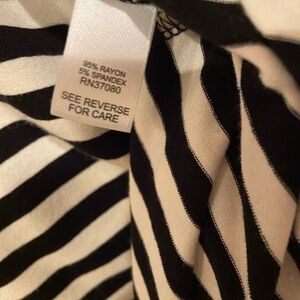 95% RAYON
5% SPANDEX
RN37080
SEE REVERSE
FOR CARE